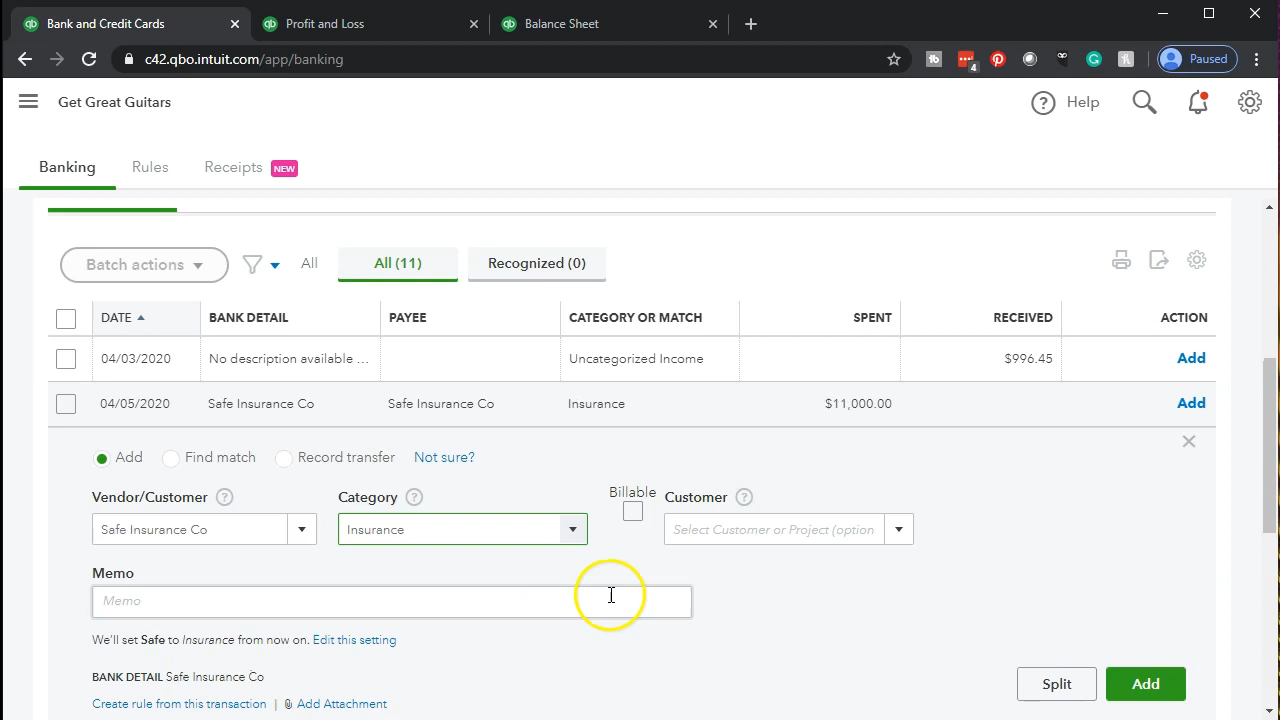 Bank and Credit Cards
Profit and Loss
Balance Sheet
c42.qbo.intuit.com/app/banking
4
Paused
Get Great Guitars
Help
Banking
Rules
Receipts NEW
Batch actions
All
All (11)
Recognized (0)
DATE BANK DETAIL PAYEE CATEGORY OR MATCH SPENT RECEIVED ACTION
04/03/2020 No description available ... Uncategorized Income $996.45 Add
04/05/2020 Safe Insurance Co Safe Insurance Co Insurance $11,000.00 Add
Add Find match Record transfer Not sure?
Vendor/Customer ? Category ? Billable Customer ?
Safe Insurance Co Insurance Select Customer or Project (option
Memo
Memo
We'll set Safe to Insurance from now on. Edit this setting
BANK DETAIL Safe Insurance Co
Split Add
Create rule from this transaction | Add Attachment